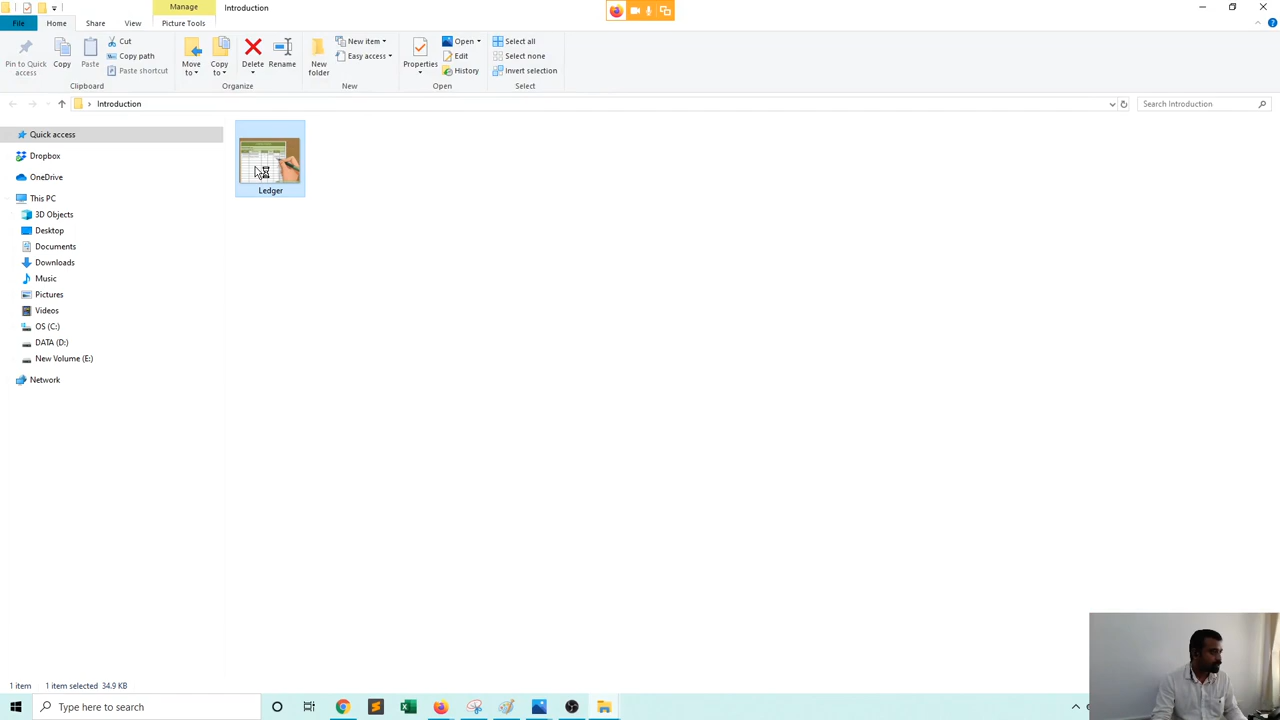 Manage
Introduction
File
Home
Share
View
Picture Tools
Pin to Quick access
Copy
Paste
Cut
Copy path
Paste shortcut
Clipboard
Move to
Copy to
Delete
Rename
Organize
New folder
New item
Easy access
New
Properties
Open
Edit
History
Open
Select all
Select none
Invert selection
Select
Introduction
Search Introduction
Quick access
Dropbox
OneDrive
This PC
3D Objects
Desktop
Documents
Downloads
Music
Pictures
Videos
OS (C:)
DATA (D:)
New Volume (E:)
Network
Ledger
1 item
1 item selected 34.9 KB
Type here to search